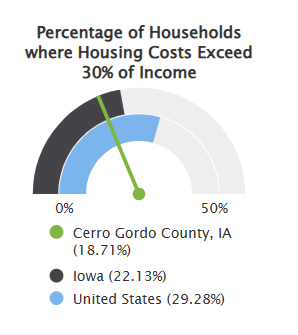 Percentage of Households
where Housing Costs Exceed
30% of Income
0%
50%
Cerro Gordo County, IA
(18.71%)
Iowa (22.13%)
United States (29.28%)